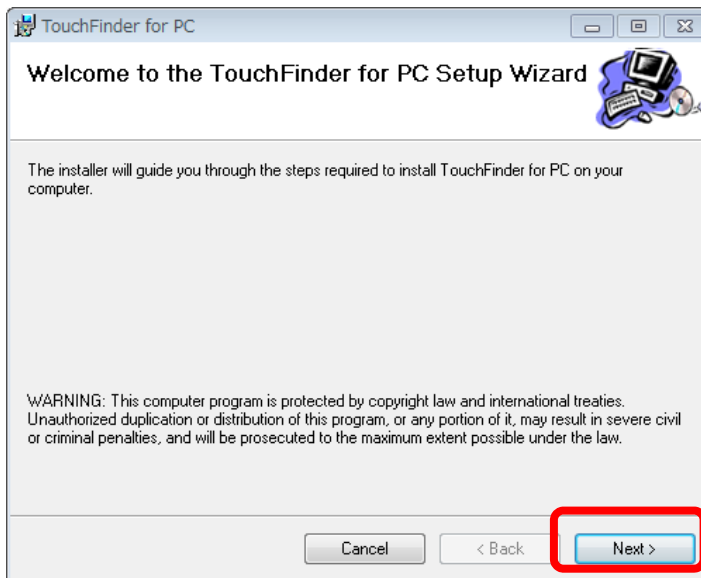 TouchFinder for PC
Welcome to the TouchFinder for PC Setup Wizard
The installer will guide you through the steps required to install TouchFinder for PC on your
computer.
WARNING: This computer program is protected by copyright law and international treaties.
Unauthorized duplication or distribution of this program, or any portion of it, may result in severe civil
or criminal penalties, and will be prosecuted to the maximum extent possible under the law.
Cancel < Back Next >